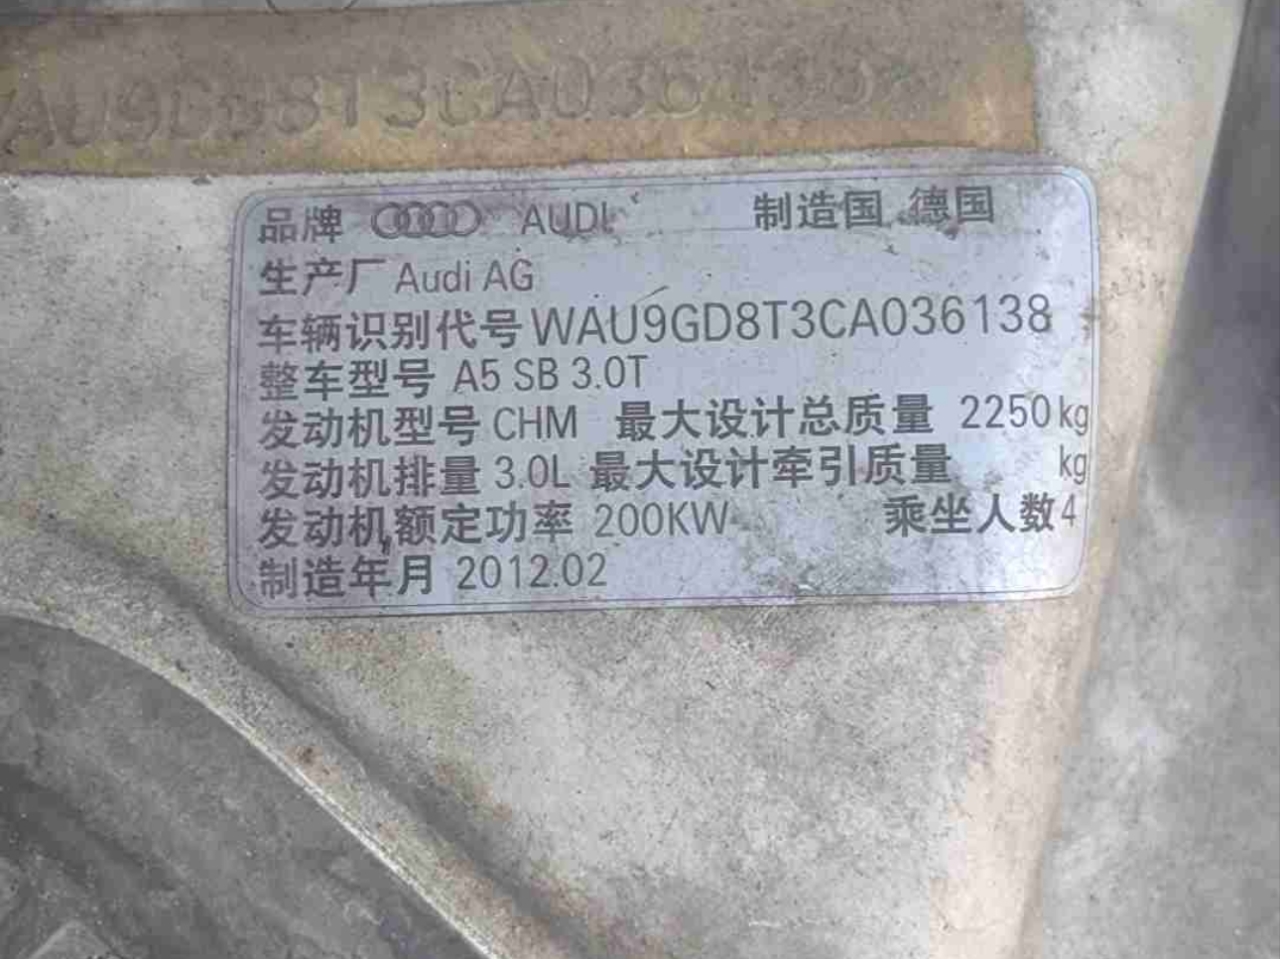 AU9GD8T3CA036138*
品牌 AUDI 制造国 德国
生产厂 Audi AG
车辆识别代号 WAU9GD8T3CA036138
整车型号 A5 SB 3.0T
发动机型号 CHM 最大设计总质量 2250 kg
发动机排量 3.0L 最大设计牵引质量 kg
发动机额定功率 200KW 乘坐人数 4
制造年月 2012.02